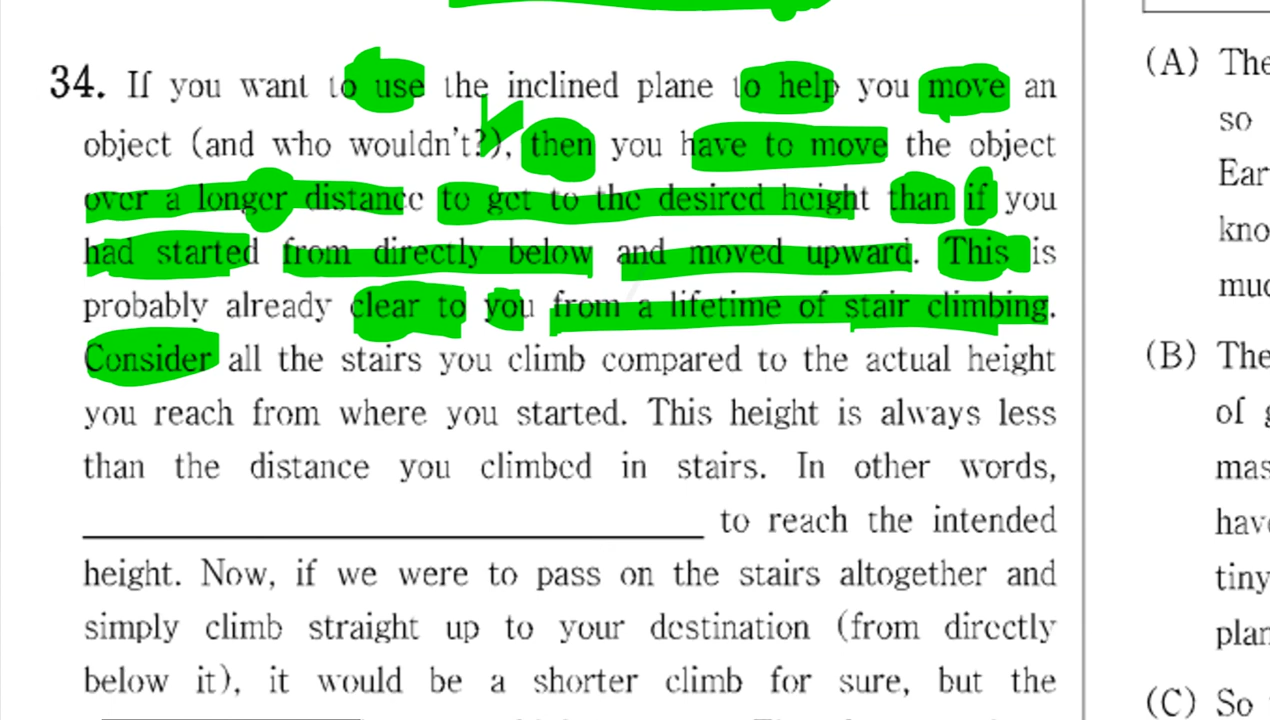 34. If you want to use the inclined plane to help you move an
object (and who wouldn't?), then you have to move the object
over a longer distance to get to the desired height than if you
had started from directly below and moved upward. This is
probably already clear to you from a lifetime of stair climbing.
Consider all the stairs you climb compared to the actual height
you reach from where you started. This height is always less
than the distance you climbed in stairs. In other words,
to reach the intended
height. Now, if we were to pass on the stairs altogether and
simply climb straight up to your destination (from directly
below it), it would be a shorter climb for sure, but the
(A) The
so
Ear
kno
muc
(B) The
of g
mas
have
tiny
plan
(C) So